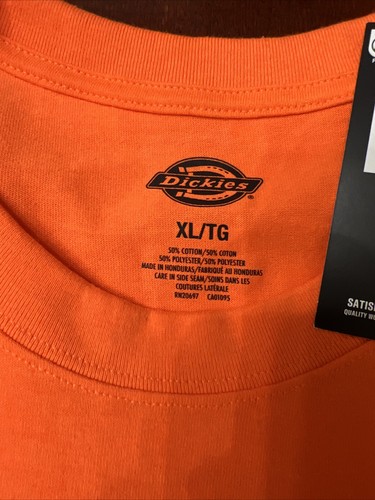 Dickies
XL/TG
50% COTTON/50% COTON
50% POLYESTER/50% POLYESTER
MADE IN HONDURAS/FABRIQUÉ AU HONDURAS
CARE IN SIDE SEAM/SOINS DANS LES
COUTURES LATÉRALE
RN20697 CA01095
SATIS
QUALITY WO